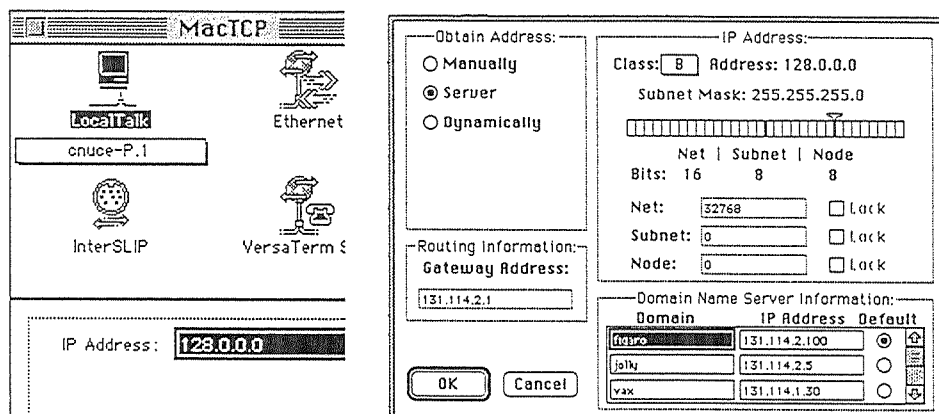 MacTCP
LocalTalk
Ethernet
cnuce-P.1
InterSLIP
VersaTerm S
IP Address: 128.0.0.0
Obtain Address:
Manually
Server
Dynamically
Routing Information:
Gateway Address:
131.114.2.1
OK Cancel
IP Address:
Class: B Address: 128.0.0.0
Subnet Mask: 255.255.255.0
Net | Subnet | Node
Bits: 16 8 8
Net: 32768 Lock
Subnet: 0 Lock
Node: 0 Lock
Domain Name Server Information:
Domain IP Address Default
figaro 131.114.2.100
jolly 131.114.2.5
vax 131.114.1.30